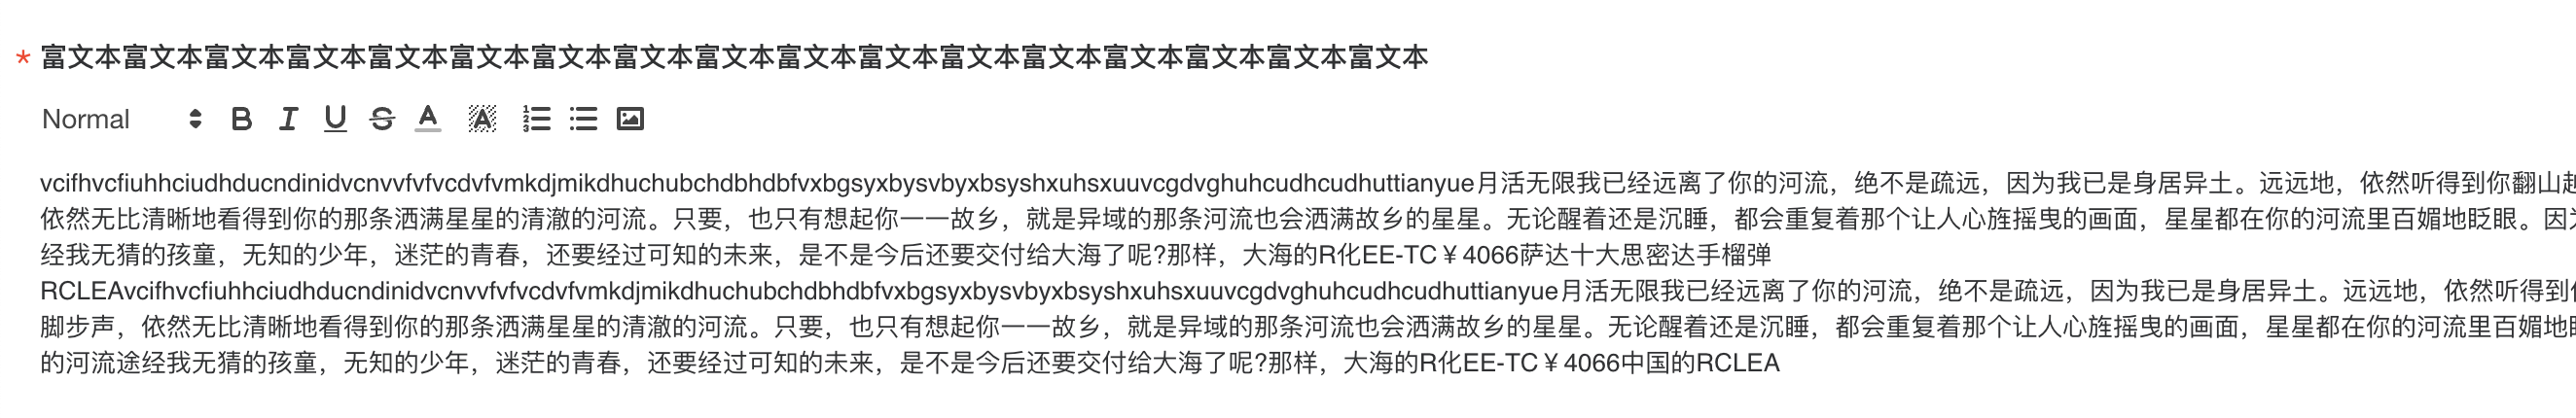 * 富文本富文本富文本富文本富文本富文本富文本富文本富文本富文本富文本富文本富文本富文本富文本富文本富文本
Normal
vcifhvcfiuhhciudhducndinidvcnvvfvfvfvcdvfvmkdjmikdhuchubchdbhdbfvxbgsyxbysvbyxbsyshxuhsxuuvcgdvghuhcudhcudhuttianyue月活无限我已经远离了你的河流，绝不是疏远，因为我已是身居异土。远远地，依然听得到你翻山越
依然无比清晰地看得到你的那条洒满星星的清澈的河流。只要，也只有想起你一一故乡，就是异域的那条河流也会洒满故乡的星星。无论醒着还是沉睡，都会重复着那个让人心旌摇曳的画面，星星都在你的河流里百媚地眨眼。因为
经我无猜的孩童，无知的少年，迷茫的青春，还要经过可知的未来，是不是今后还要交付给大海了呢?那样，大海的R化EE-TC￥4066萨达十大思密达手榴弹
RCLEAvcifhvcfiuhhciudhducndinidvcnvvfvfvfvcdvfvmkdjmikdhuchubchdbhdbfvxbgsyxbysvbyxbsyshxuhsxuuvcgdvghuhcudhcudhuttianyue月活无限我已经远离了你的河流，绝不是疏远，因为我已是身居异土。远远地，依然听得到
脚步声，依然无比清晰地看得到你的那条洒满星星的清澈的河流。只要，也只有想起你一一故乡，就是异域的那条河流也会洒满故乡的星星。无论醒着还是沉睡，都会重复着那个让人心旌摇曳的画面，星星都在你的河流里百媚地
的河流途经我无猜的孩童，无知的少年，迷茫的青春，还要经过可知的未来，是不是今后还要交付给大海了呢?那样，大海的R化EE-TC￥4066中国的RCLEA